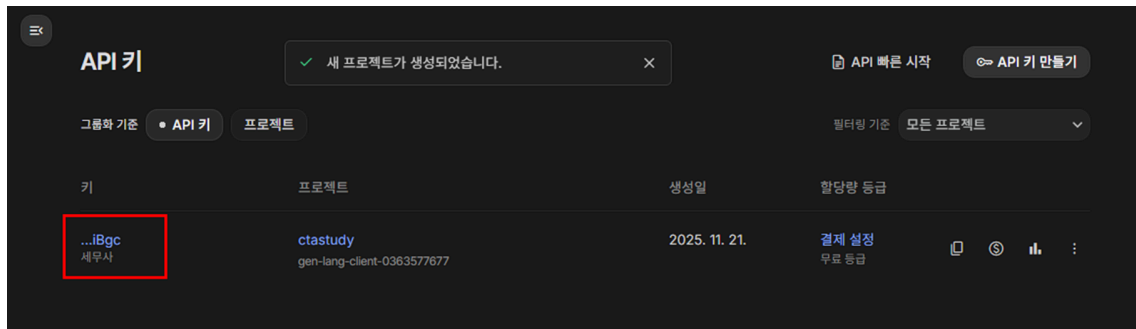 API 키
새 프로젝트가 생성되었습니다.
API 빠른 시작
API 키 만들기
그룹화 기준
API 키
프로젝트
필터링 기준
모든 프로젝트
키
프로젝트
생성일
할당량 등급
...iBgc
세무사
ctastudy
gen-lang-client-0363577677
2025. 11. 21.
결제 설정
무료 등급